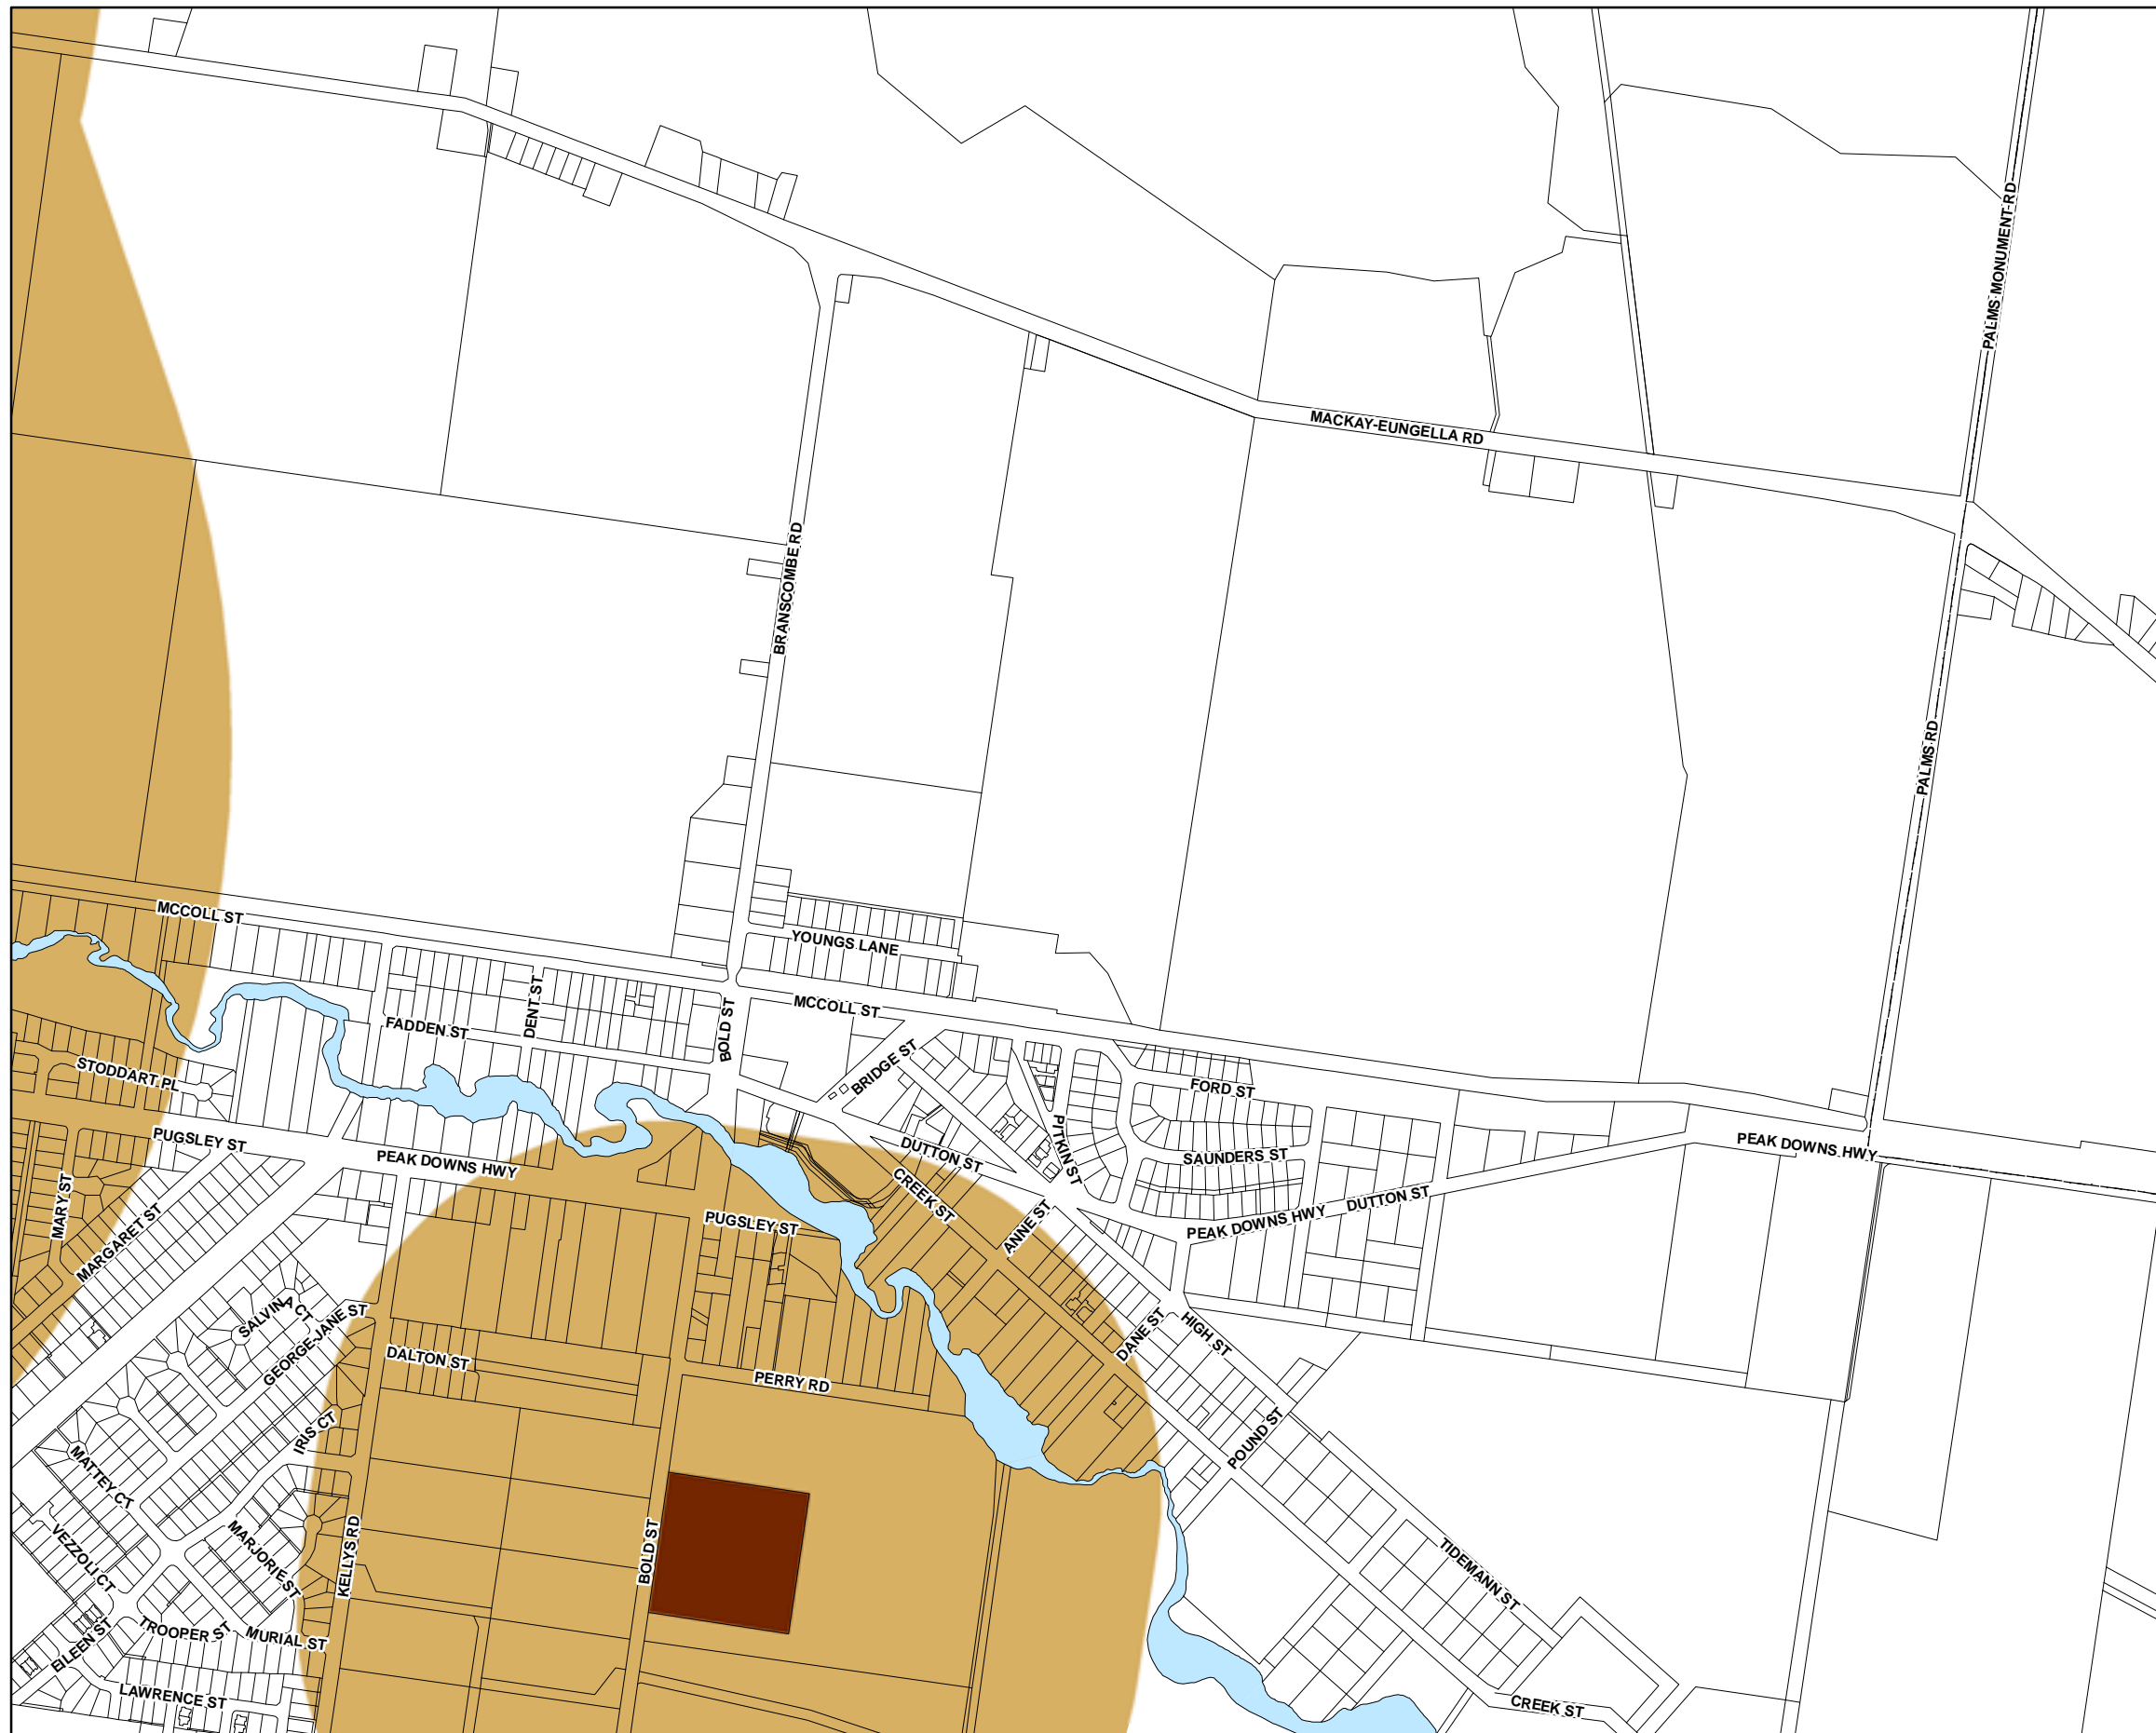 PALMS MONUMENT RD
MACKAY-EUNGELLA RD
BRANSCOMBE RD
PALMS RD
MCCOLL ST
YOUNGS LANE
MCCOLL ST
DENT ST
FADDEN ST
BOLD ST
BRIDGE ST
STODDART PL
FORD ST
PITKIN ST
PUGSLEY ST
PEAK DOWNS HWY
DUTTON ST
SAUNDERS ST
PEAK DOWNS HWY
MARY ST
CREEK ST
DUTTON ST
MARGARET ST
PUGSLEY ST
ANNE ST
PEAK DOWNS HWY
SALVINA CT
GEORGE-JANE ST
DALTON ST
DANE ST
HIGH ST
PERRY RD
IRIS CT
POUND ST
MATTEY CT
VEZZOLI CT
MARJORIE ST
KELLYS RD
BOLD ST
TIDEMANN ST
EILEEN ST
TROOPER ST
MURIAL ST
LAWRENCE ST
CREEK ST